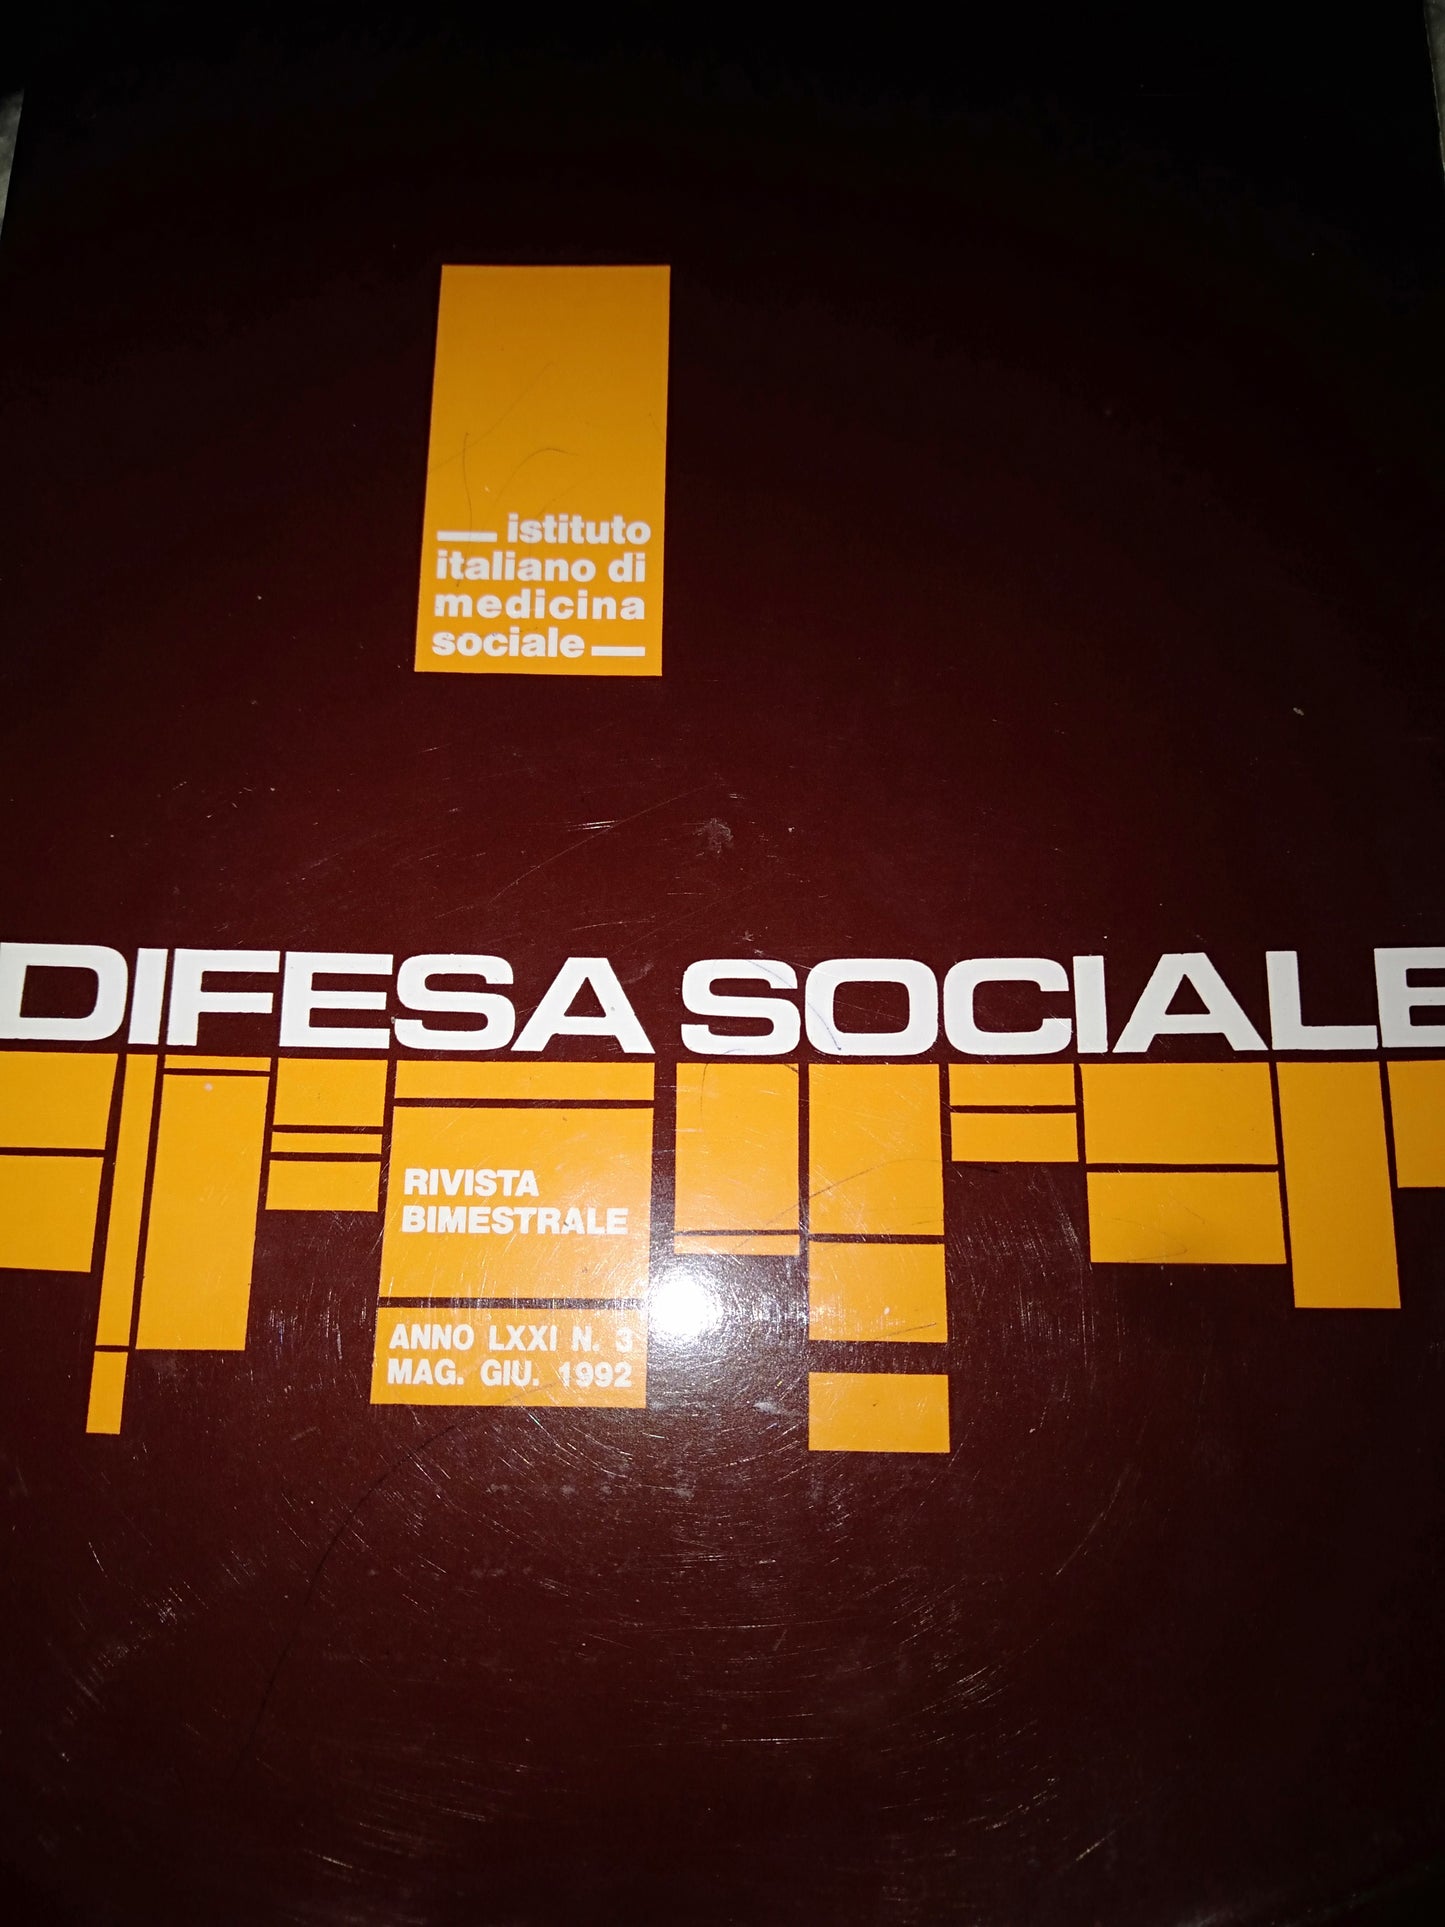 istituto
italiano di
medicina
sociale
DIFESA SOCIALE
RIVISTA
BIMESTRALE
ANNO LXXI N. 3
MAG. GIU. 1992